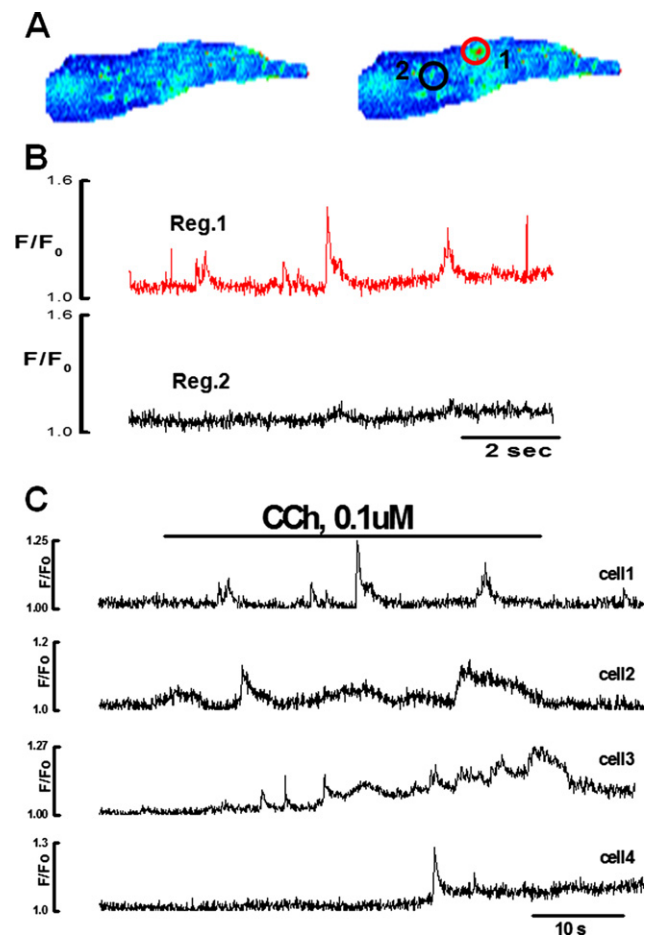 A
2
1
B
1.6
Reg.1
F/F0
1.0
1.6
F/F0
Reg.2
1.0
2 sec
C
CCh, 0.1uM
1.25
F/Fo
cell1
1.00
1.2
F/Fo
cell2
1.0
1.27
F/Fo
cell3
1.00
1.3
F/Fo
cell4
1.0
10 s